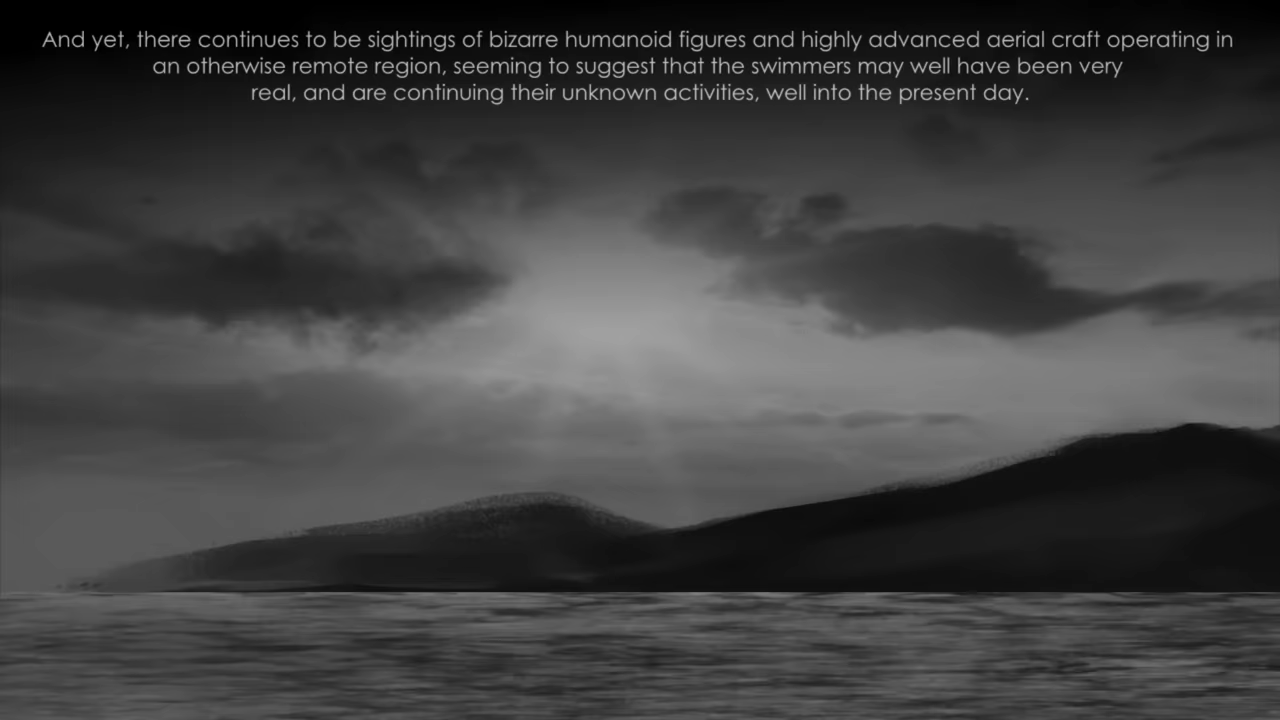 And yet, there continues to be sightings of bizarre humanoid figures and highly advanced aerial craft operating in
an otherwise remote region, seeming to suggest that the swimmers may well have been very
real, and are continuing their unknown activities, well into the present day.